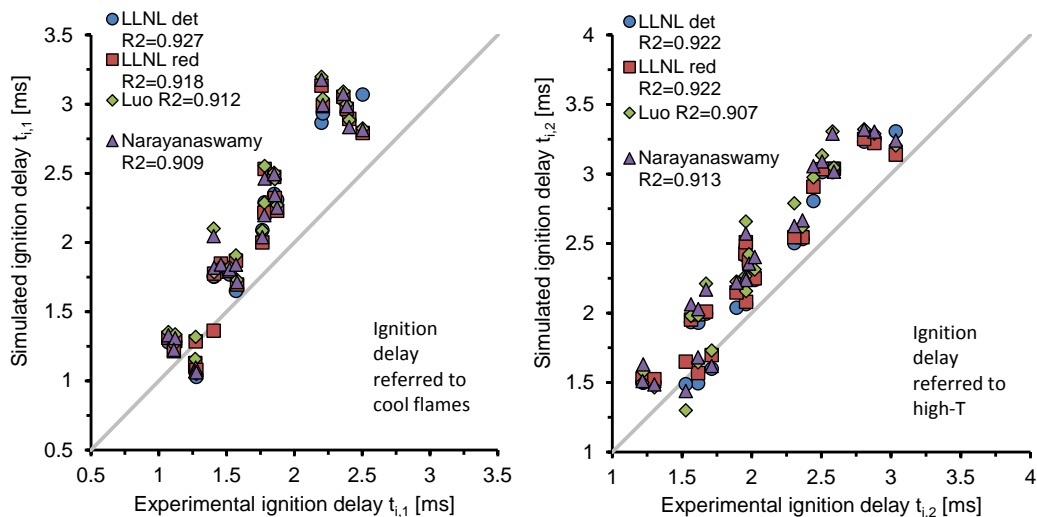 LLNL det
R2=0.927
LLNL red
R2=0.918
Luo R2=0.912
Narayanaswamy
R2=0.909
3.5
3
2.5
2
1.5
1
0.5
Simulated ignition delay t_i,1 [ms]
Ignition
delay
referred to
cool flames
0.5 1 1.5 2 2.5 3 3.5
Experimental ignition delay t_i,1 [ms]
LLNL det
R2=0.922
LLNL red
R2=0.922
Luo R2=0.907
Narayanaswamy
R2=0.913
4
3.5
3
2.5
2
1.5
1
Simulated ignition delay t_i,2 [ms]
Ignition
delay
referred to
high-T
1 1.5 2 2.5 3 3.5 4
Experimental ignition delay t_i,2 [ms]